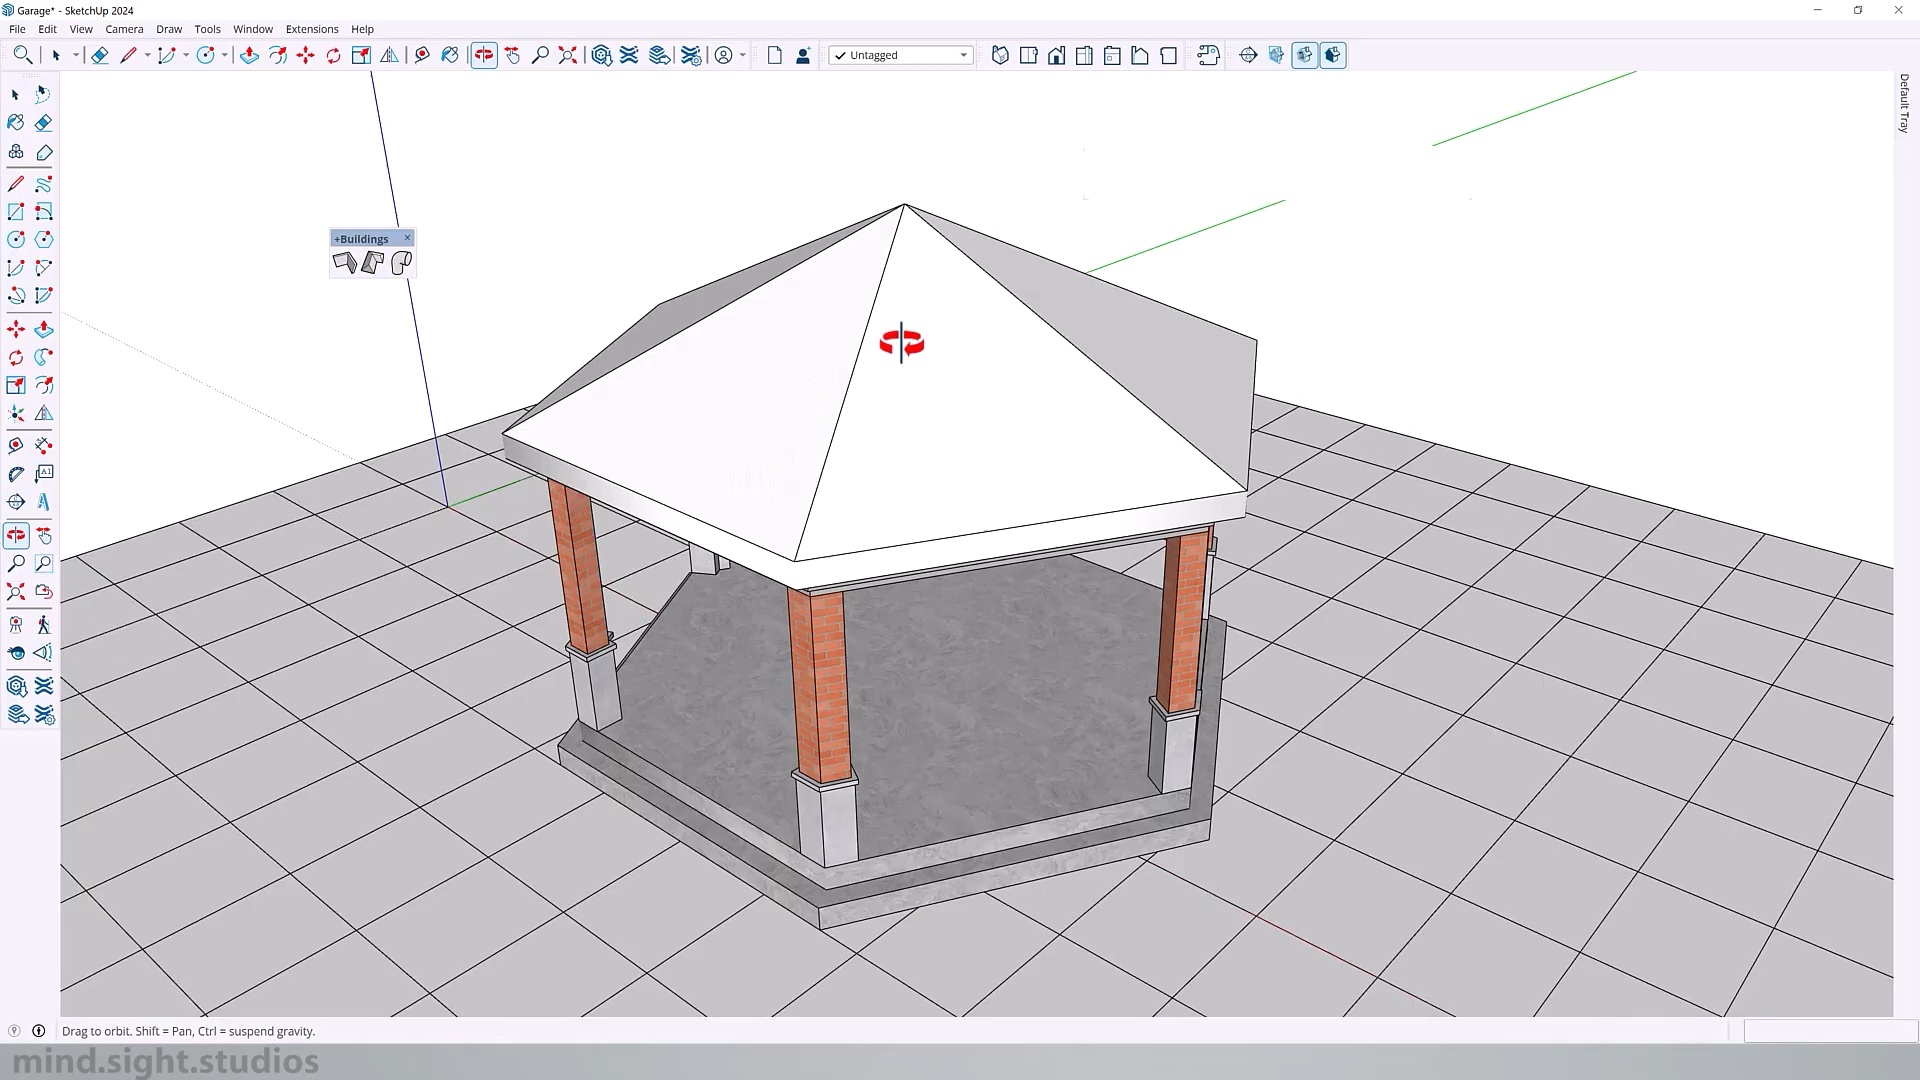 Garage* - SketchUp 2024
File Edit View Camera Draw Tools Window Extensions Help
Untagged
Default Tray
+Buildings
A1
A
Drag to orbit. Shift = Pan, Ctrl = suspend gravity.
mind.sight.studios